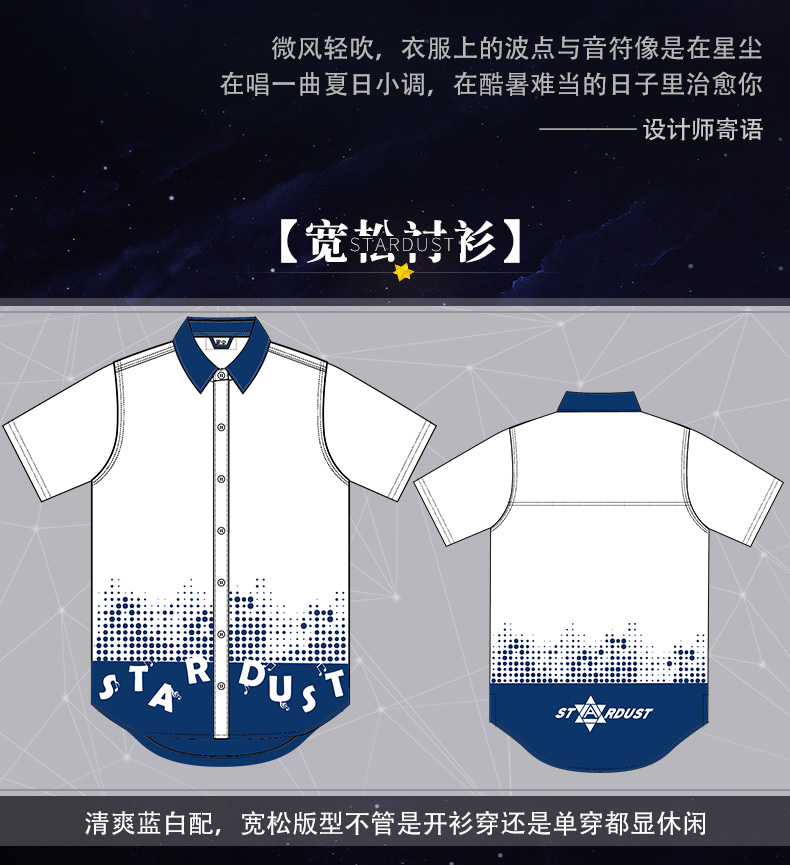 微风轻吹，衣服上的波点与音符像是在星尘
在唱一曲夏日小调，在酷暑难当的日子里治愈你
———— 设计师寄语
【宽松衬衫】
STARDUST
STARDUST
STARDUST
清爽蓝白配，宽松版型不管是开衫穿还是单穿都显休闲